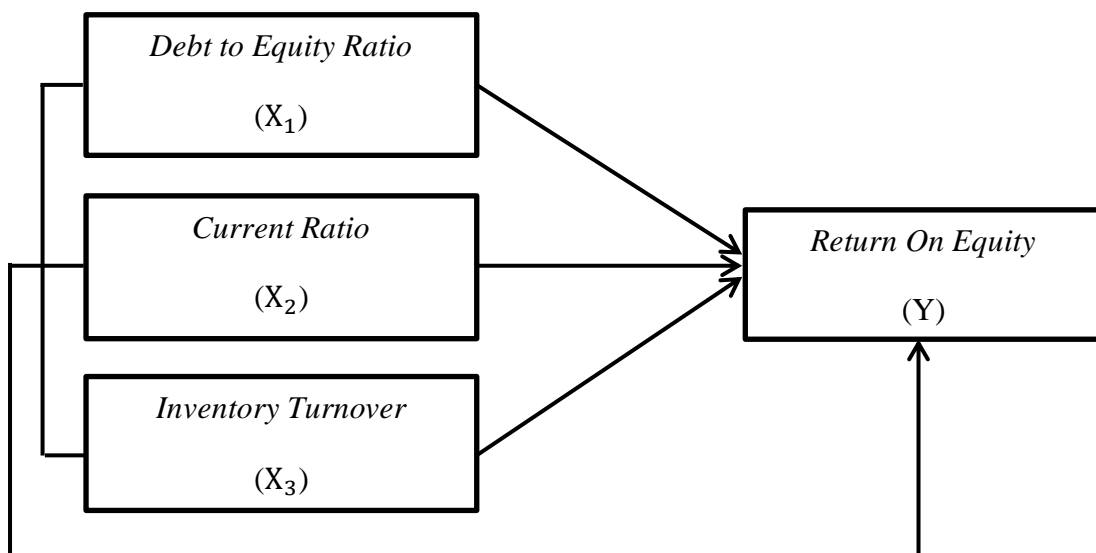 Debt to Equity Ratio
(X₁)
Current Ratio
(X₂)
Inventory Turnover
(X₃)
Return On Equity
(Y)